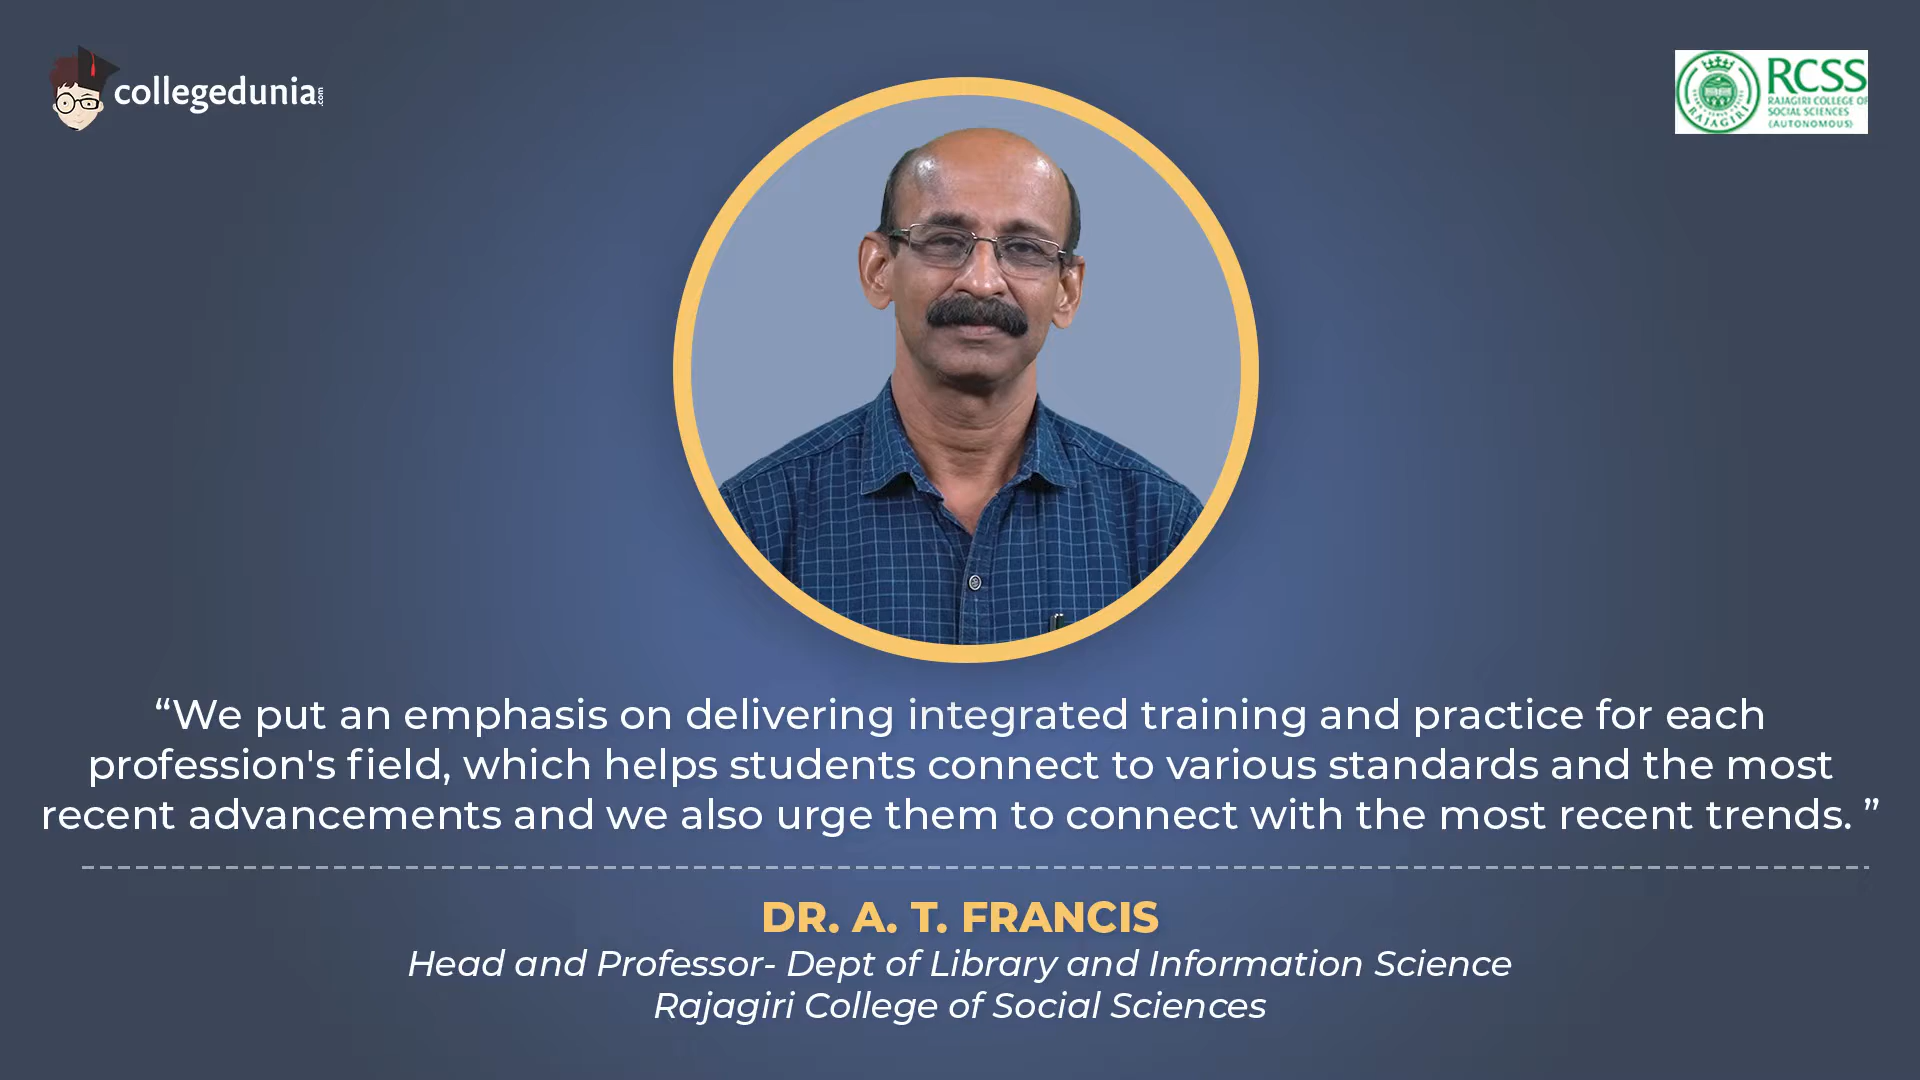 collegedunia.com
RCSS
RAJAGIRI COLLEGE OF
SOCIAL SCIENCES
(AUTONOMOUS)
RAJAGIRI
“We put an emphasis on delivering integrated training and practice for each
profession's field, which helps students connect to various standards and the most
recent advancements and we also urge them to connect with the most recent trends. ”
DR. A. T. FRANCIS
Head and Professor- Dept of Library and Information Science
Rajagiri College of Social Sciences